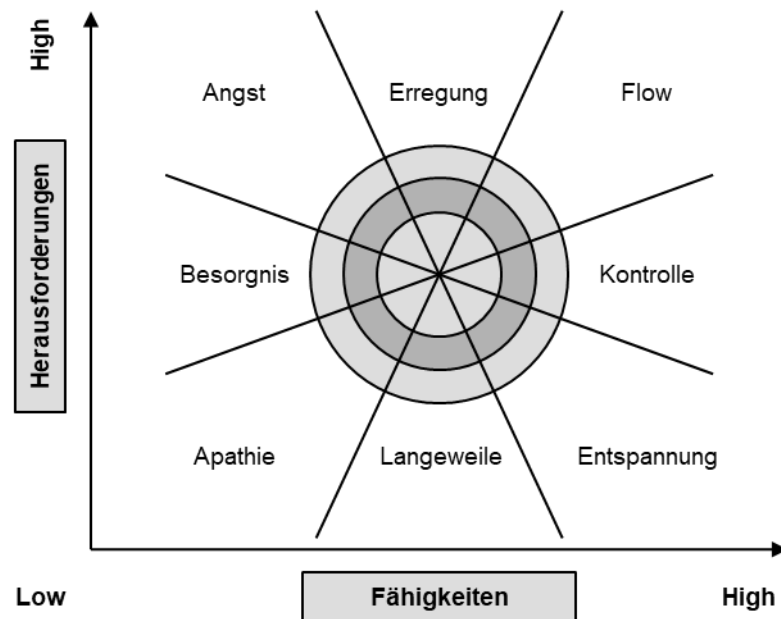 High
Angst
Erregung
Flow
Herausforderungen
Besorgnis
Kontrolle
Apathie
Langeweile
Entspannung
Low
Fähigkeiten
High